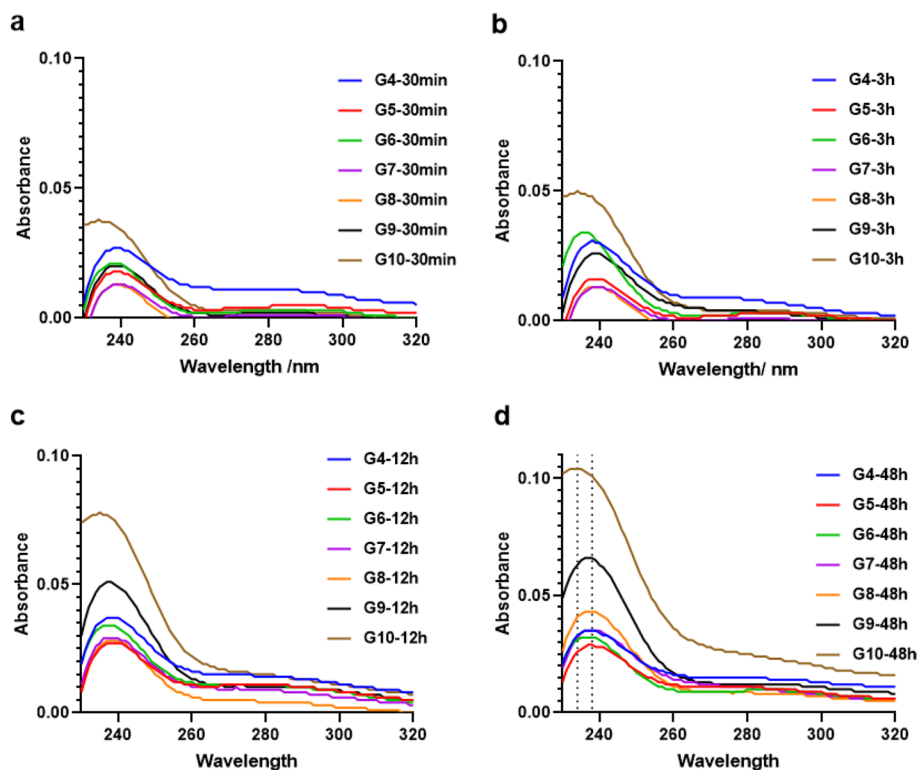 a
Absorbance
0.10
0.05
0.00
240
260
280
300
320
Wavelength /nm
G4-30min
G5-30min
G6-30min
G7-30min
G8-30min
G9-30min
G10-30min
b
Absorbance
0.10
0.05
0.00
240
260
280
300
320
Wavelength/ nm
G4-3h
G5-3h
G6-3h
G7-3h
G8-3h
G9-3h
G10-3h
c
Absorbance
0.10
0.05
0.00
240
260
280
300
320
Wavelength
G4-12h
G5-12h
G6-12h
G7-12h
G8-12h
G9-12h
G10-12h
d
Absorbance
0.10
0.05
0.00
240
260
280
300
320
Wavelength
G4-48h
G5-48h
G6-48h
G7-48h
G8-48h
G9-48h
G10-48h